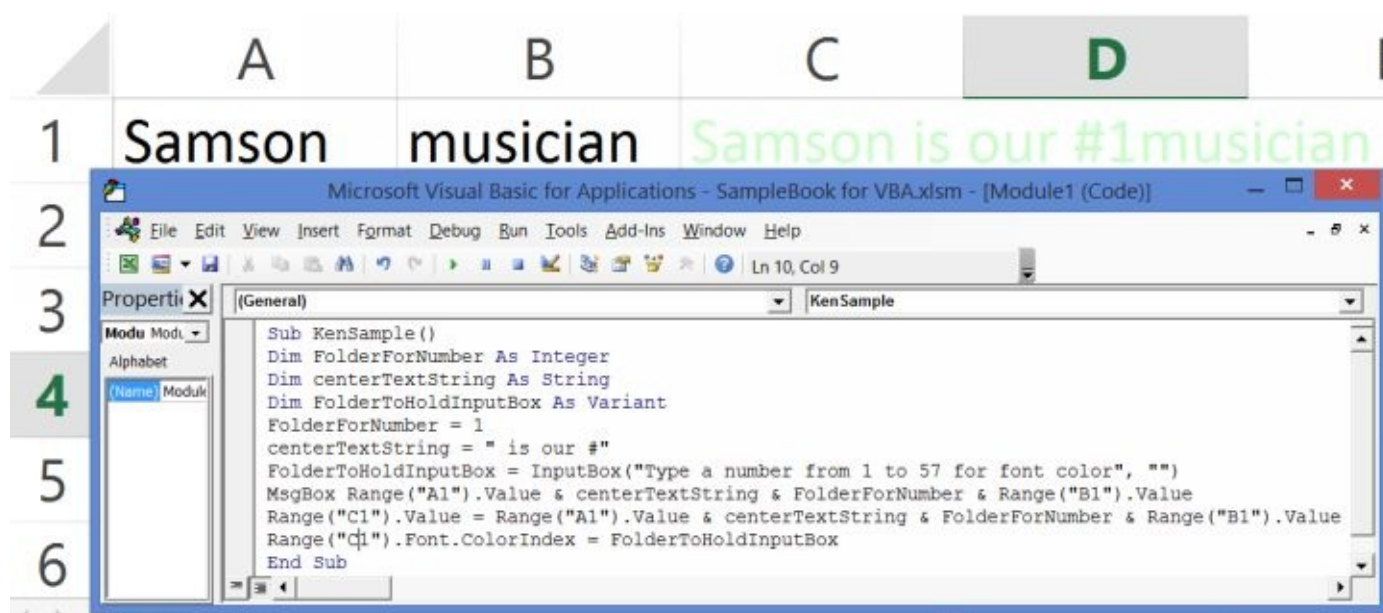 A B C D
1 Samson musician Samson is our #1musician
Microsoft Visual Basic for Applications - SampleBook for VBA.xlsm - [Module1 (Code)]
2
File Edit View Insert Format Debug Run Tools Add-Ins Window Help
Ln 10, Col 9
3
Properti X (General) KenSample
Modu Modu
Alphabet
(Name) Module
4
5
6
Sub KenSample()
Dim FolderForNumber As Integer
Dim centerTextString As String
Dim FolderToHoldInputBox As Variant
FolderForNumber = 1
centerTextString = " is our #"
FolderToHoldInputBox = InputBox("Type a number from 1 to 57 for font color", "")
MsgBox Range("A1").Value & centerTextString & FolderForNumber & Range("B1").Value
Range("C1").Value = Range("A1").Value & centerTextString & FolderForNumber & Range("B1").Value
Range("C1").Font.ColorIndex = FolderToHoldInputBox
End Sub